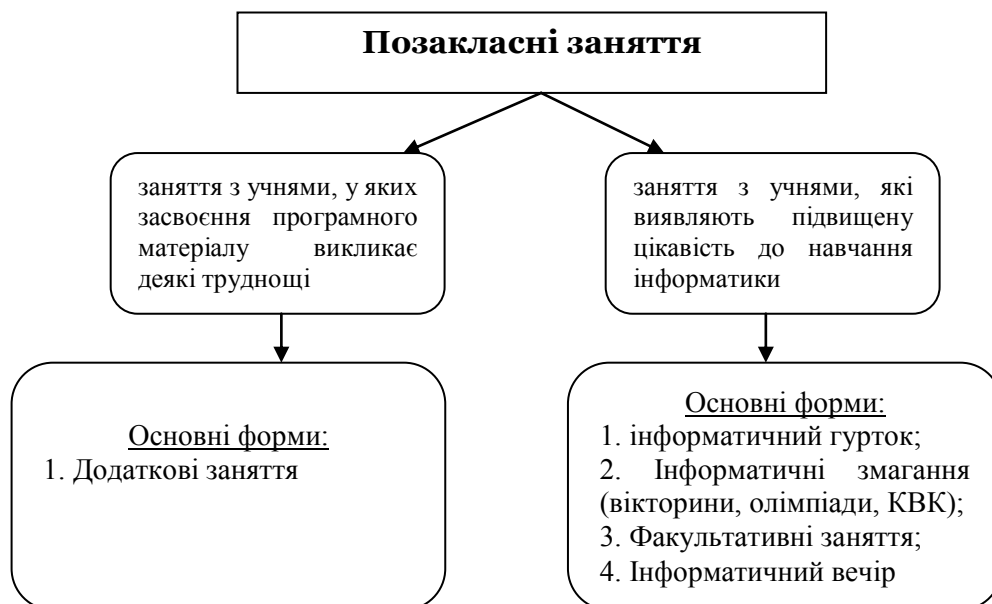 Позакласні заняття
заняття з учнями, у яких
засвоєння програмного
матеріалу викликає
деякі труднощі
заняття з учнями, які
виявляють підвищену
цікавість до навчання
інформатики
Основні форми:
1. Додаткові заняття
Основні форми:
1. інформатичний гурток;
2. Інформатичні змагання
(вікторини, олімпіади, КВК);
3. Факультативні заняття;
4. Інформатичний вечір